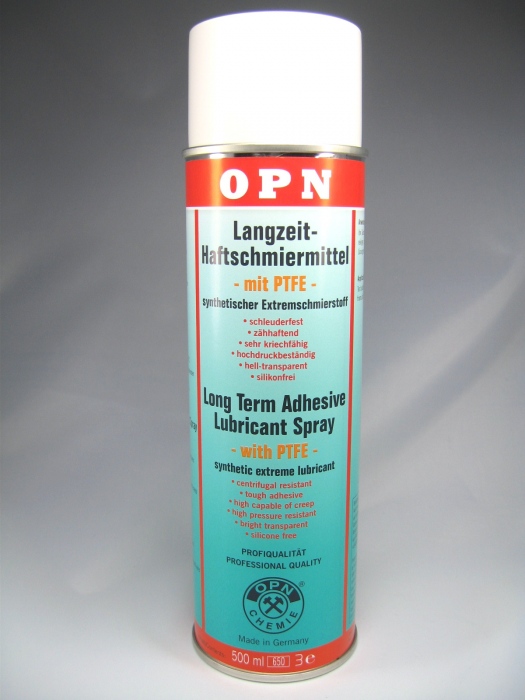 OPN
Langzeit-
Haftschmiermittel
- mit PTFE -
synthetischer Extremschmierstoff
• schleuderfest
• zähhaftend
• sehr kriechfähig
• hochdruckbeständig
• hell-transparent
• silikonfrei
Long Term Adhesive
Lubricant Spray
- with PTFE -
synthetic extreme lubricant
• centrifugal resistant
• tough adhesive
• high capable of creep
• high pressure resistant
• bright transparent
• silicone free
PROFIQUALITÄT
PROFESSIONAL QUALITY
OPN
CHEMIE
®
Made in Germany
500 ml 650 3 e